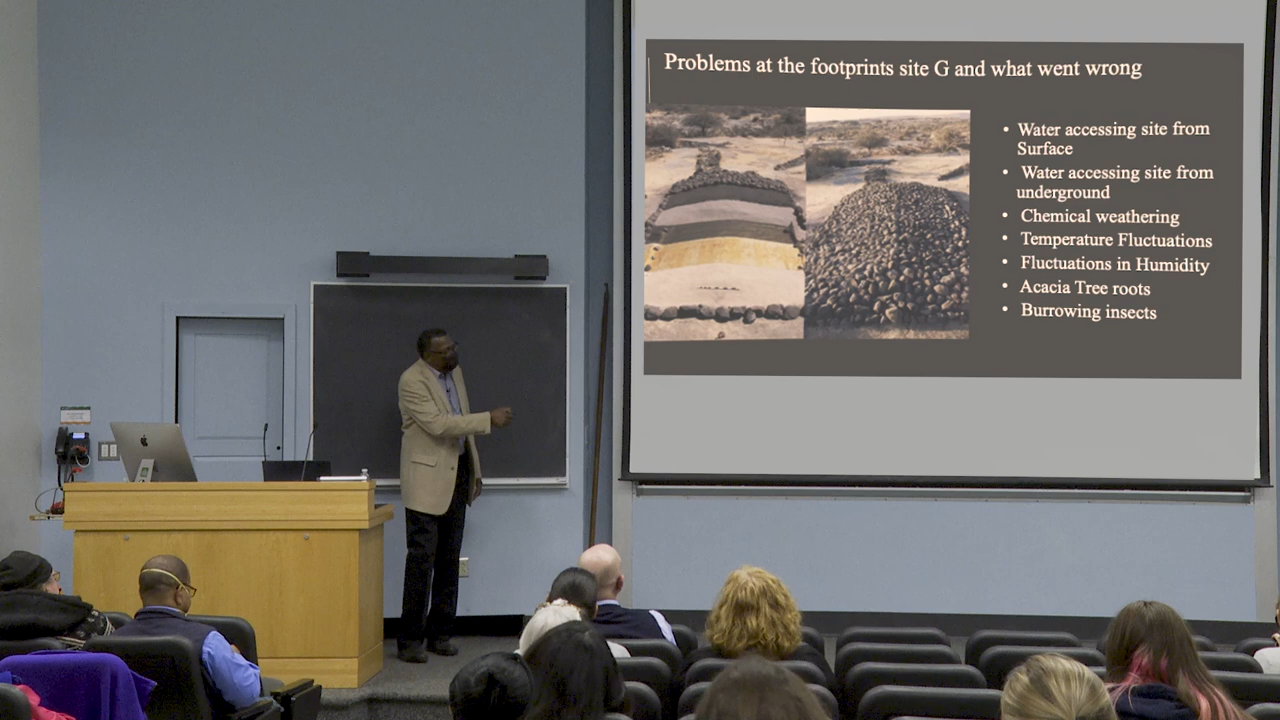 Problems at the footprints site G and what went wrong
• Water accessing site from
Surface
• Water accessing site from
underground
• Chemical weathering
• Temperature Fluctuations
• Fluctuations in Humidity
• Acacia Tree roots
• Burrowing insects